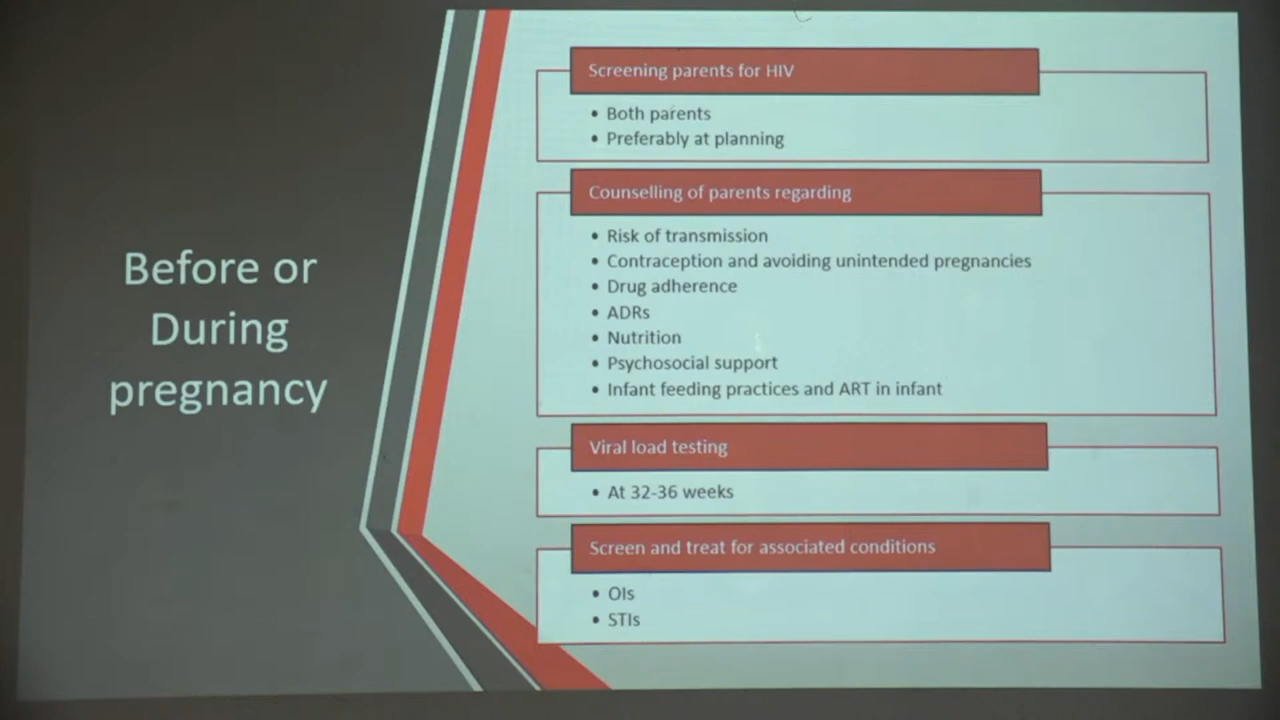 Before or
During
pregnancy
Screening parents for HIV
• Both parents
• Preferably at planning
Counselling of parents regarding
• Risk of transmission
• Contraception and avoiding unintended pregnancies
• Drug adherence
• ADRs
• Nutrition
• Psychosocial support
• Infant feeding practices and ART in infant
Viral load testing
• At 32-36 weeks
Screen and treat for associated conditions
• OIs
• STIs